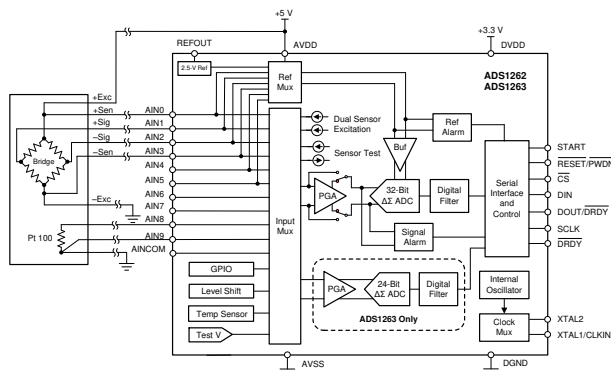 +5 V
+3.3 V
REFOUT
AVDD
DVDD
2.5-V Ref
Ref
Mux
ADS1262
ADS1263
+Exc
+Sen
+Sig
−Sig
−Sen
−Exc
Bridge
Pt 100
AIN0
AIN1
AIN2
AIN3
AIN4
AIN5
AIN6
AIN7
AIN8
AIN9
AINCOM
Dual Sensor
Excitation
Sensor Test
Input
Mux
Buf
Ref
Alarm
PGA
32-Bit
ΔΣ ADC
Digital
Filter
Signal
Alarm
Serial
Interface
and
Control
START
RESET/PWDN
CS
DIN
DOUT/DRDY
SCLK
DRDY
GPIO
Level Shift
Temp Sensor
Test V
PGA
24-Bit
ΔΣ ADC
Digital
Filter
ADS1263 Only
Internal
Oscillator
Clock
Mux
XTAL2
XTAL1/CLKIN
AVSS
DGND